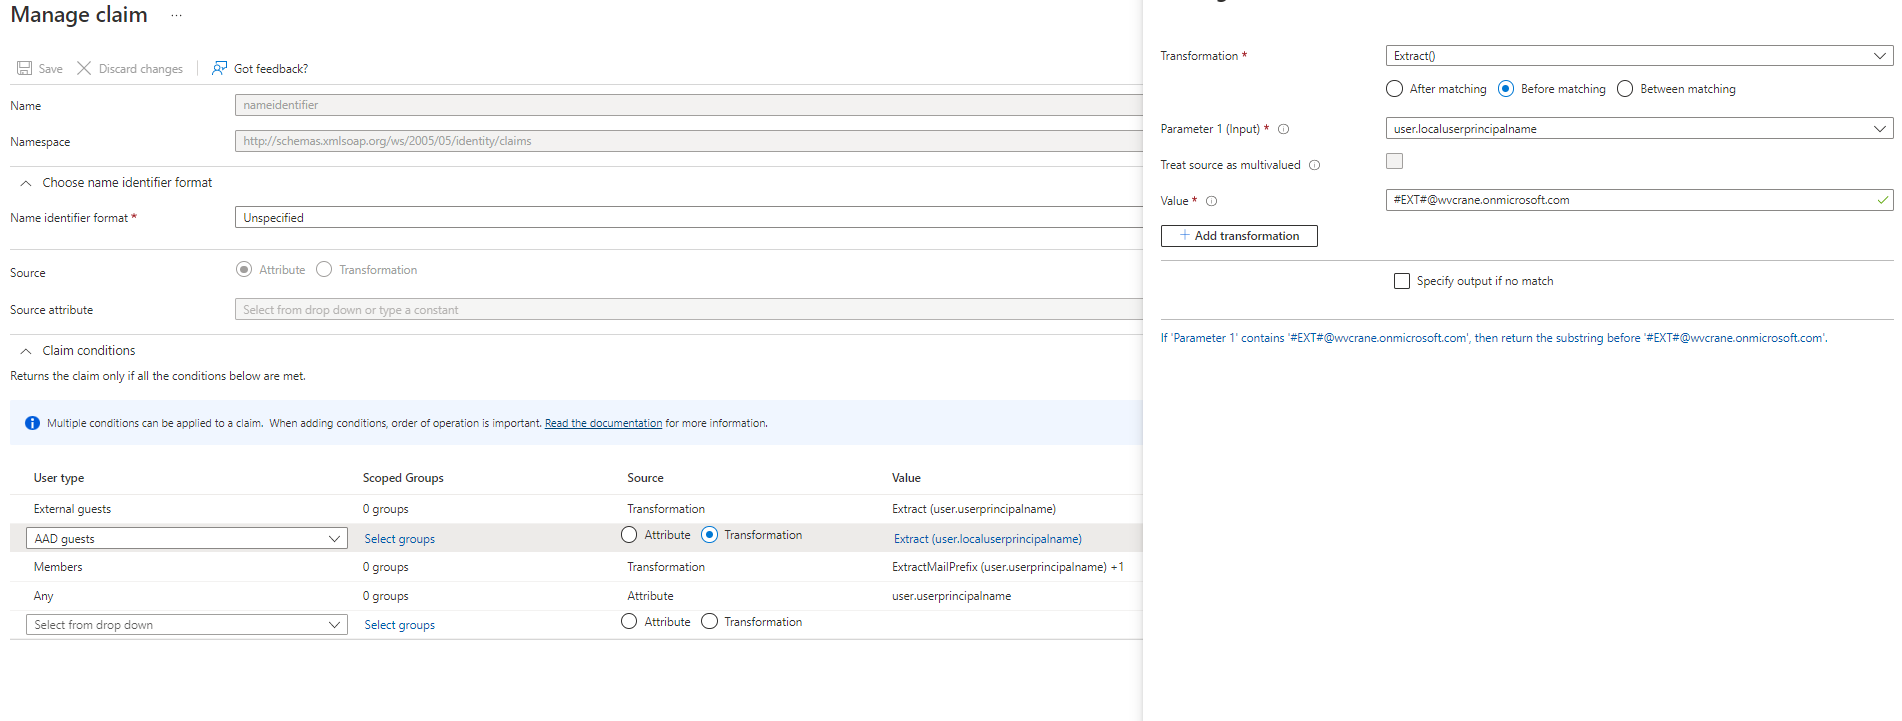 Manage claim ...
Save Discard changes Got feedback?
Name nameidentifier
Namespace http://schemas.xmlsoap.org/ws/2005/05/identity/claims
Choose name identifier format
Name identifier format * Unspecified
Source Attribute Transformation
Source attribute Select from drop down or type a constant
Claim conditions
Returns the claim only if all the conditions below are met.
Multiple conditions can be applied to a claim. When adding conditions, order of operation is important. Read the documentation for more information.
User type Scoped Groups Source Value
External guests 0 groups Transformation Extract (user.userprincipalname)
AAD guests Select groups Attribute Transformation Extract (user.localuserprincipalname)
Members 0 groups Transformation ExtractMailPrefix (user.userprincipalname) +1
Any 0 groups Attribute user.userprincipalname
Select from drop down Select groups Attribute Transformation
Transformation * Extract()
After matching Before matching Between matching
Parameter 1 (Input) * user.localuserprincipalname
Treat source as multivalued
Value * #EXT#@wvcrane.onmicrosoft.com
+ Add transformation
Specify output if no match
If 'Parameter 1' contains '#EXT#@wvcrane.onmicrosoft.com', then return the substring before '#EXT#@wvcrane.onmicrosoft.com'.